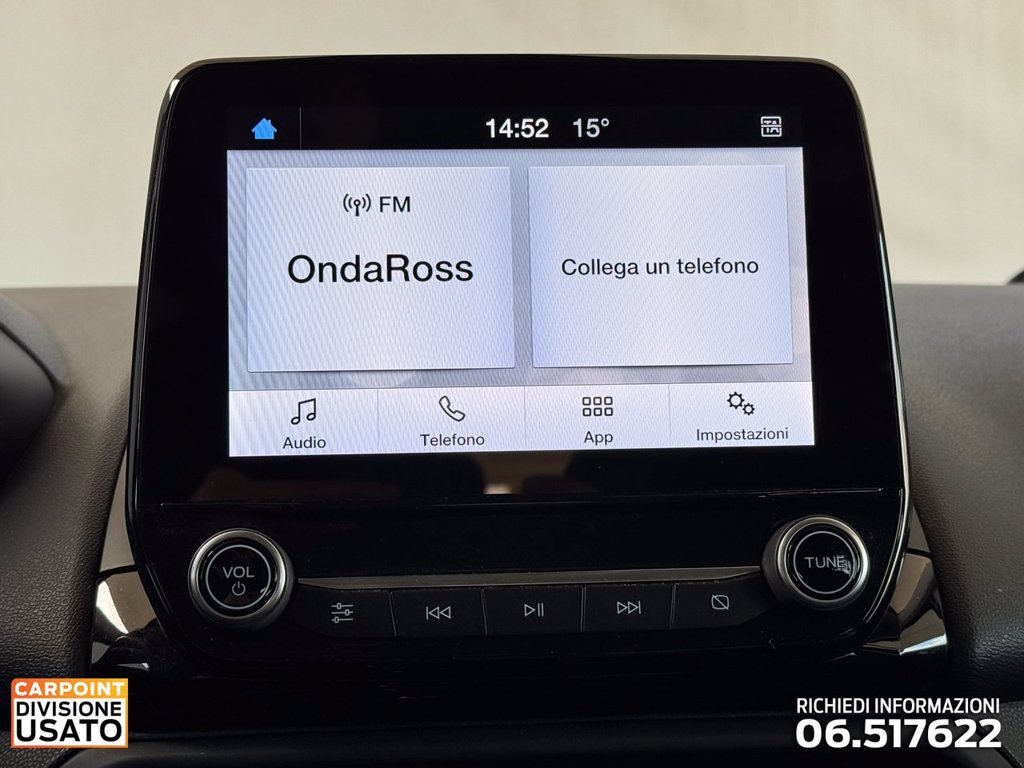 14:52 15° TA
FM
OndaRoss
Collega un telefono
Audio Telefono App Impostazioni
VOL
TUNE
CARPOINT
DIVISIONE
USATO
RICHIEDI INFORMAZIONI
06.517622